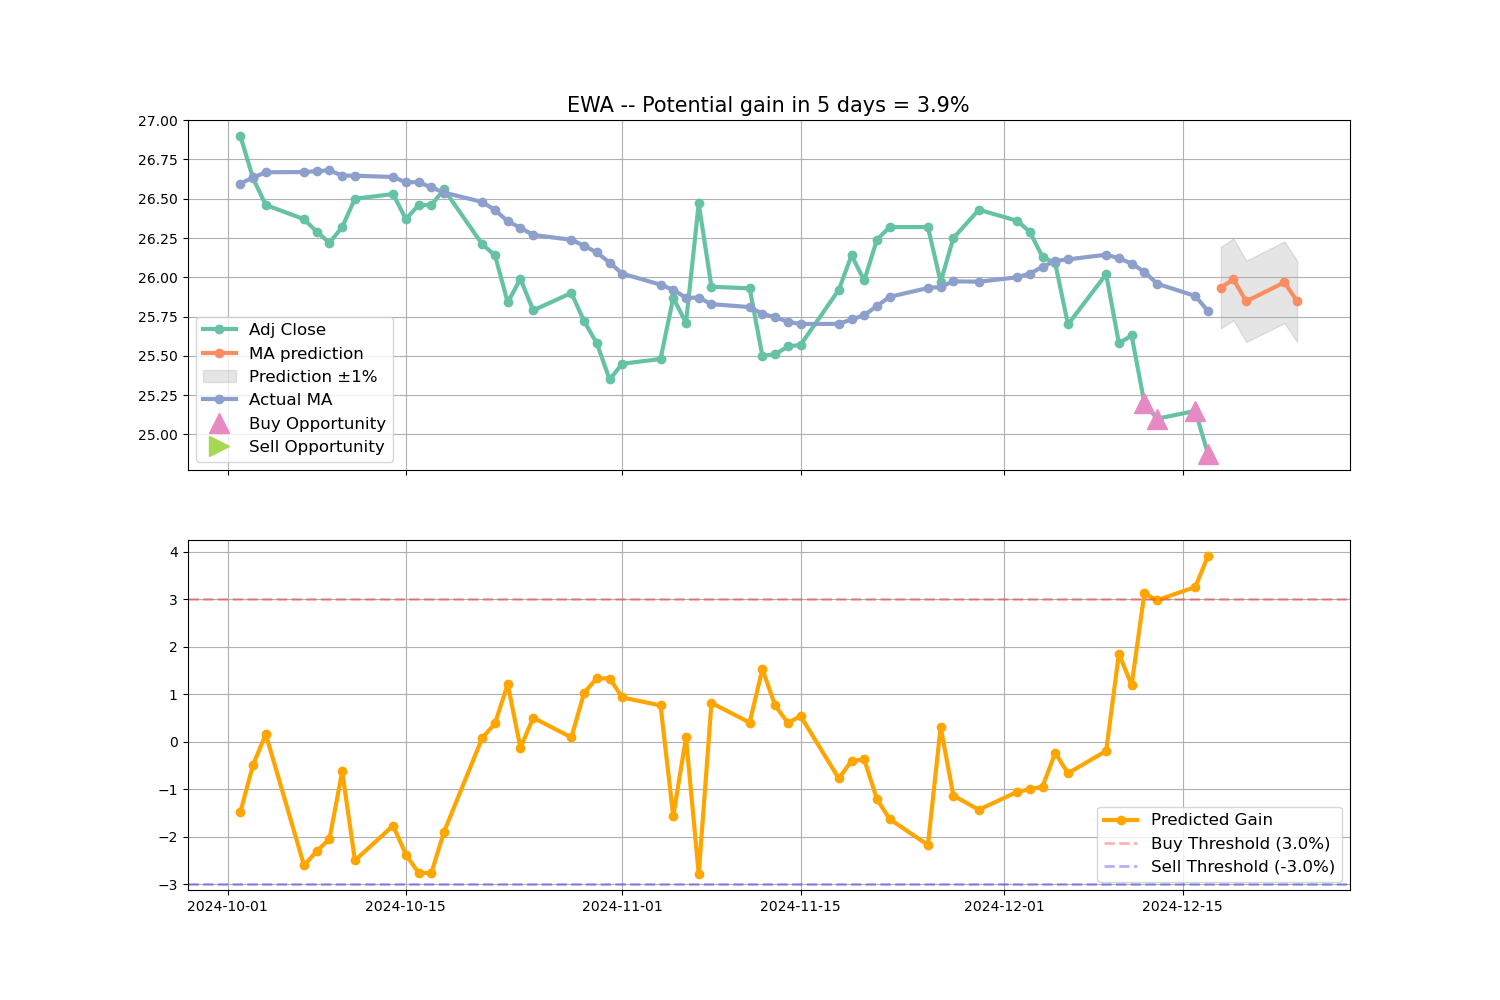 EWA -- Potential gain in 5 days = 3.9%
27.00
26.75
26.50
26.25
26.00
25.75
25.50
25.25
25.00
Adj Close
MA prediction
Prediction ±1%
Actual MA
Buy Opportunity
Sell Opportunity
4
3
2
1
0
−1
−2
−3
Predicted Gain
Buy Threshold (3.0%)
Sell Threshold (-3.0%)
2024-10-01
2024-10-15
2024-11-01
2024-11-15
2024-12-01
2024-12-15